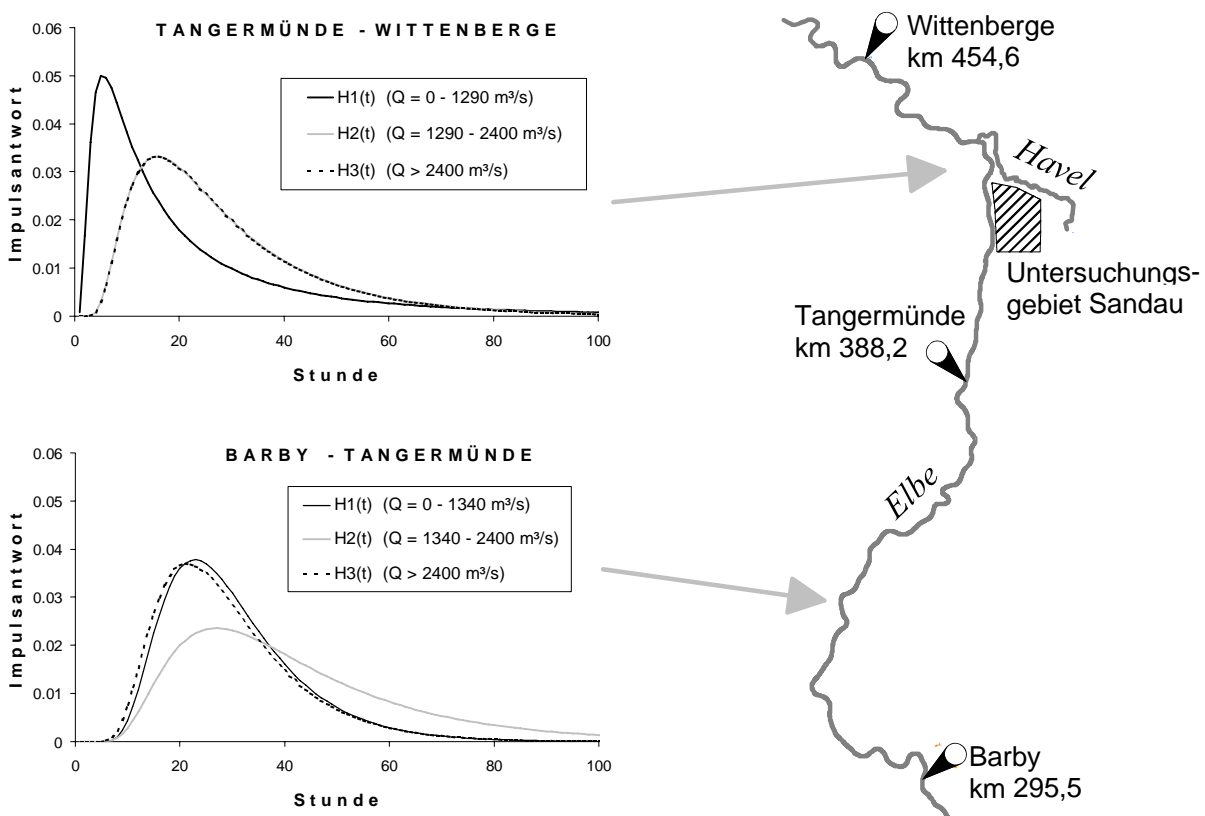 TANGERMÜNDE - WITTENBERGE
0.06
0.05
0.04
0.03
0.02
0.01
0
Impulsantwort
H1(t) (Q = 0 - 1290 m³/s)
H2(t) (Q = 1290 - 2400 m³/s)
H3(t) (Q > 2400 m³/s)
0 20 40 60 80 100
Stunde
BARBY - TANGERMÜNDE
0.06
0.05
0.04
0.03
0.02
0.01
0
Impulsantwort
H1(t) (Q = 0 - 1340 m³/s)
H2(t) (Q = 1340 - 2400 m³/s)
H3(t) (Q > 2400 m³/s)
0 20 40 60 80 100
Stunde
Wittenberge
km 454,6
Havel
Untersuchungs-
gebiet Sandau
Tangermünde
km 388,2
Elbe
Barby
km 295,5